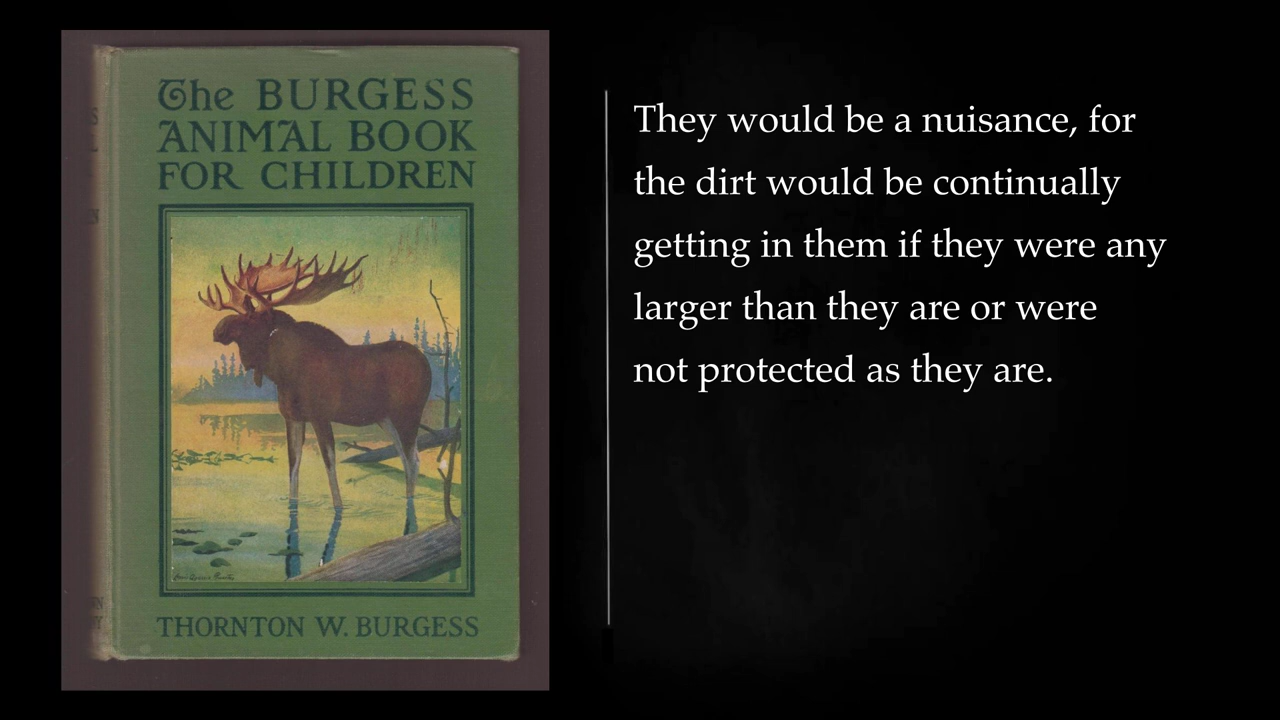 The BURGESS
ANIMAL BOOK
FOR CHILDREN
THORNTON W. BURGESS
They would be a nuisance, for
the dirt would be continually
getting in them if they were any
larger than they are or were
not protected as they are.